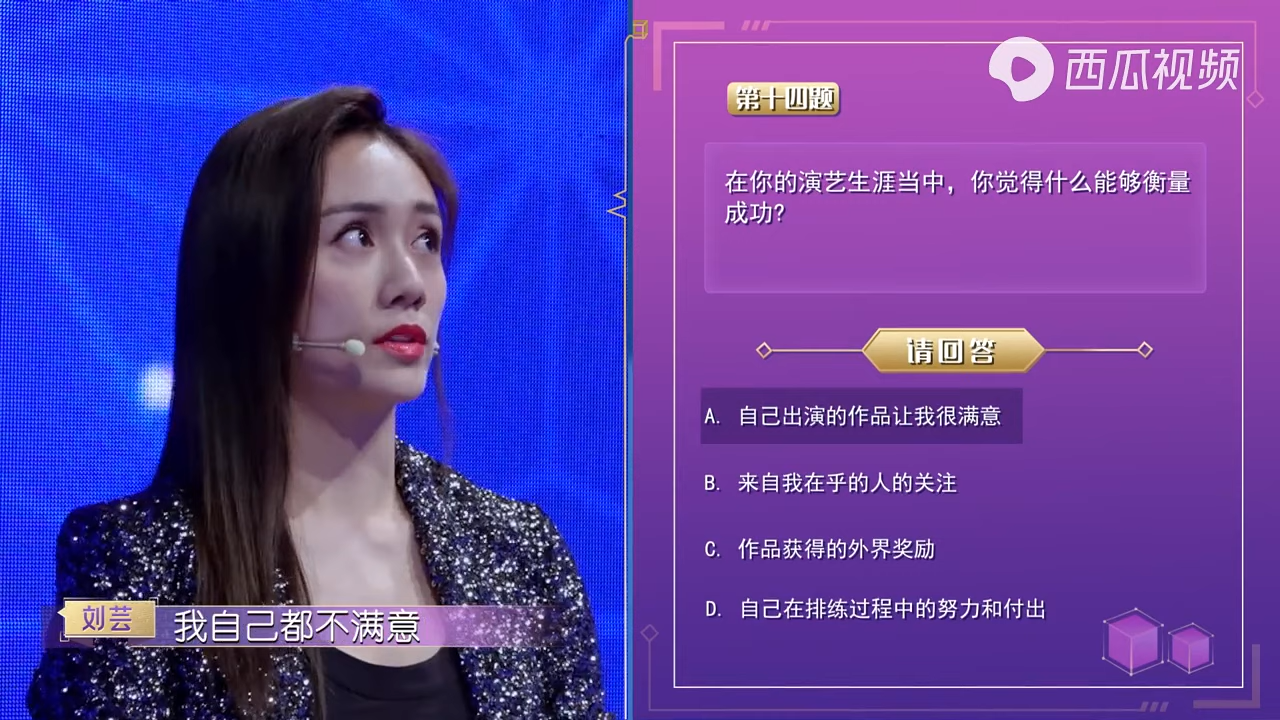 西瓜视频
第十四题
在你的演艺生涯当中，你觉得什么能够衡量
成功?
请回答
A. 自己出演的作品让我很满意
B. 来自我在乎的人的关注
C. 作品获得的外界奖励
D. 自己在排练过程中的努力和付出
刘芸 我自己都不满意